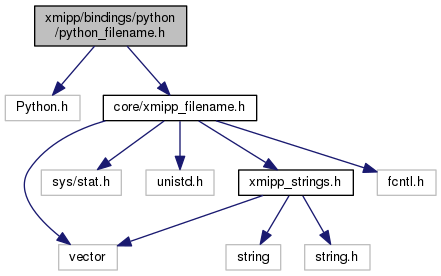 xmipp/bindings/python
/python_filename.h
Python.h
core/xmipp_filename.h
sys/stat.h
unistd.h
xmipp_strings.h
fcntl.h
vector
string
string.h